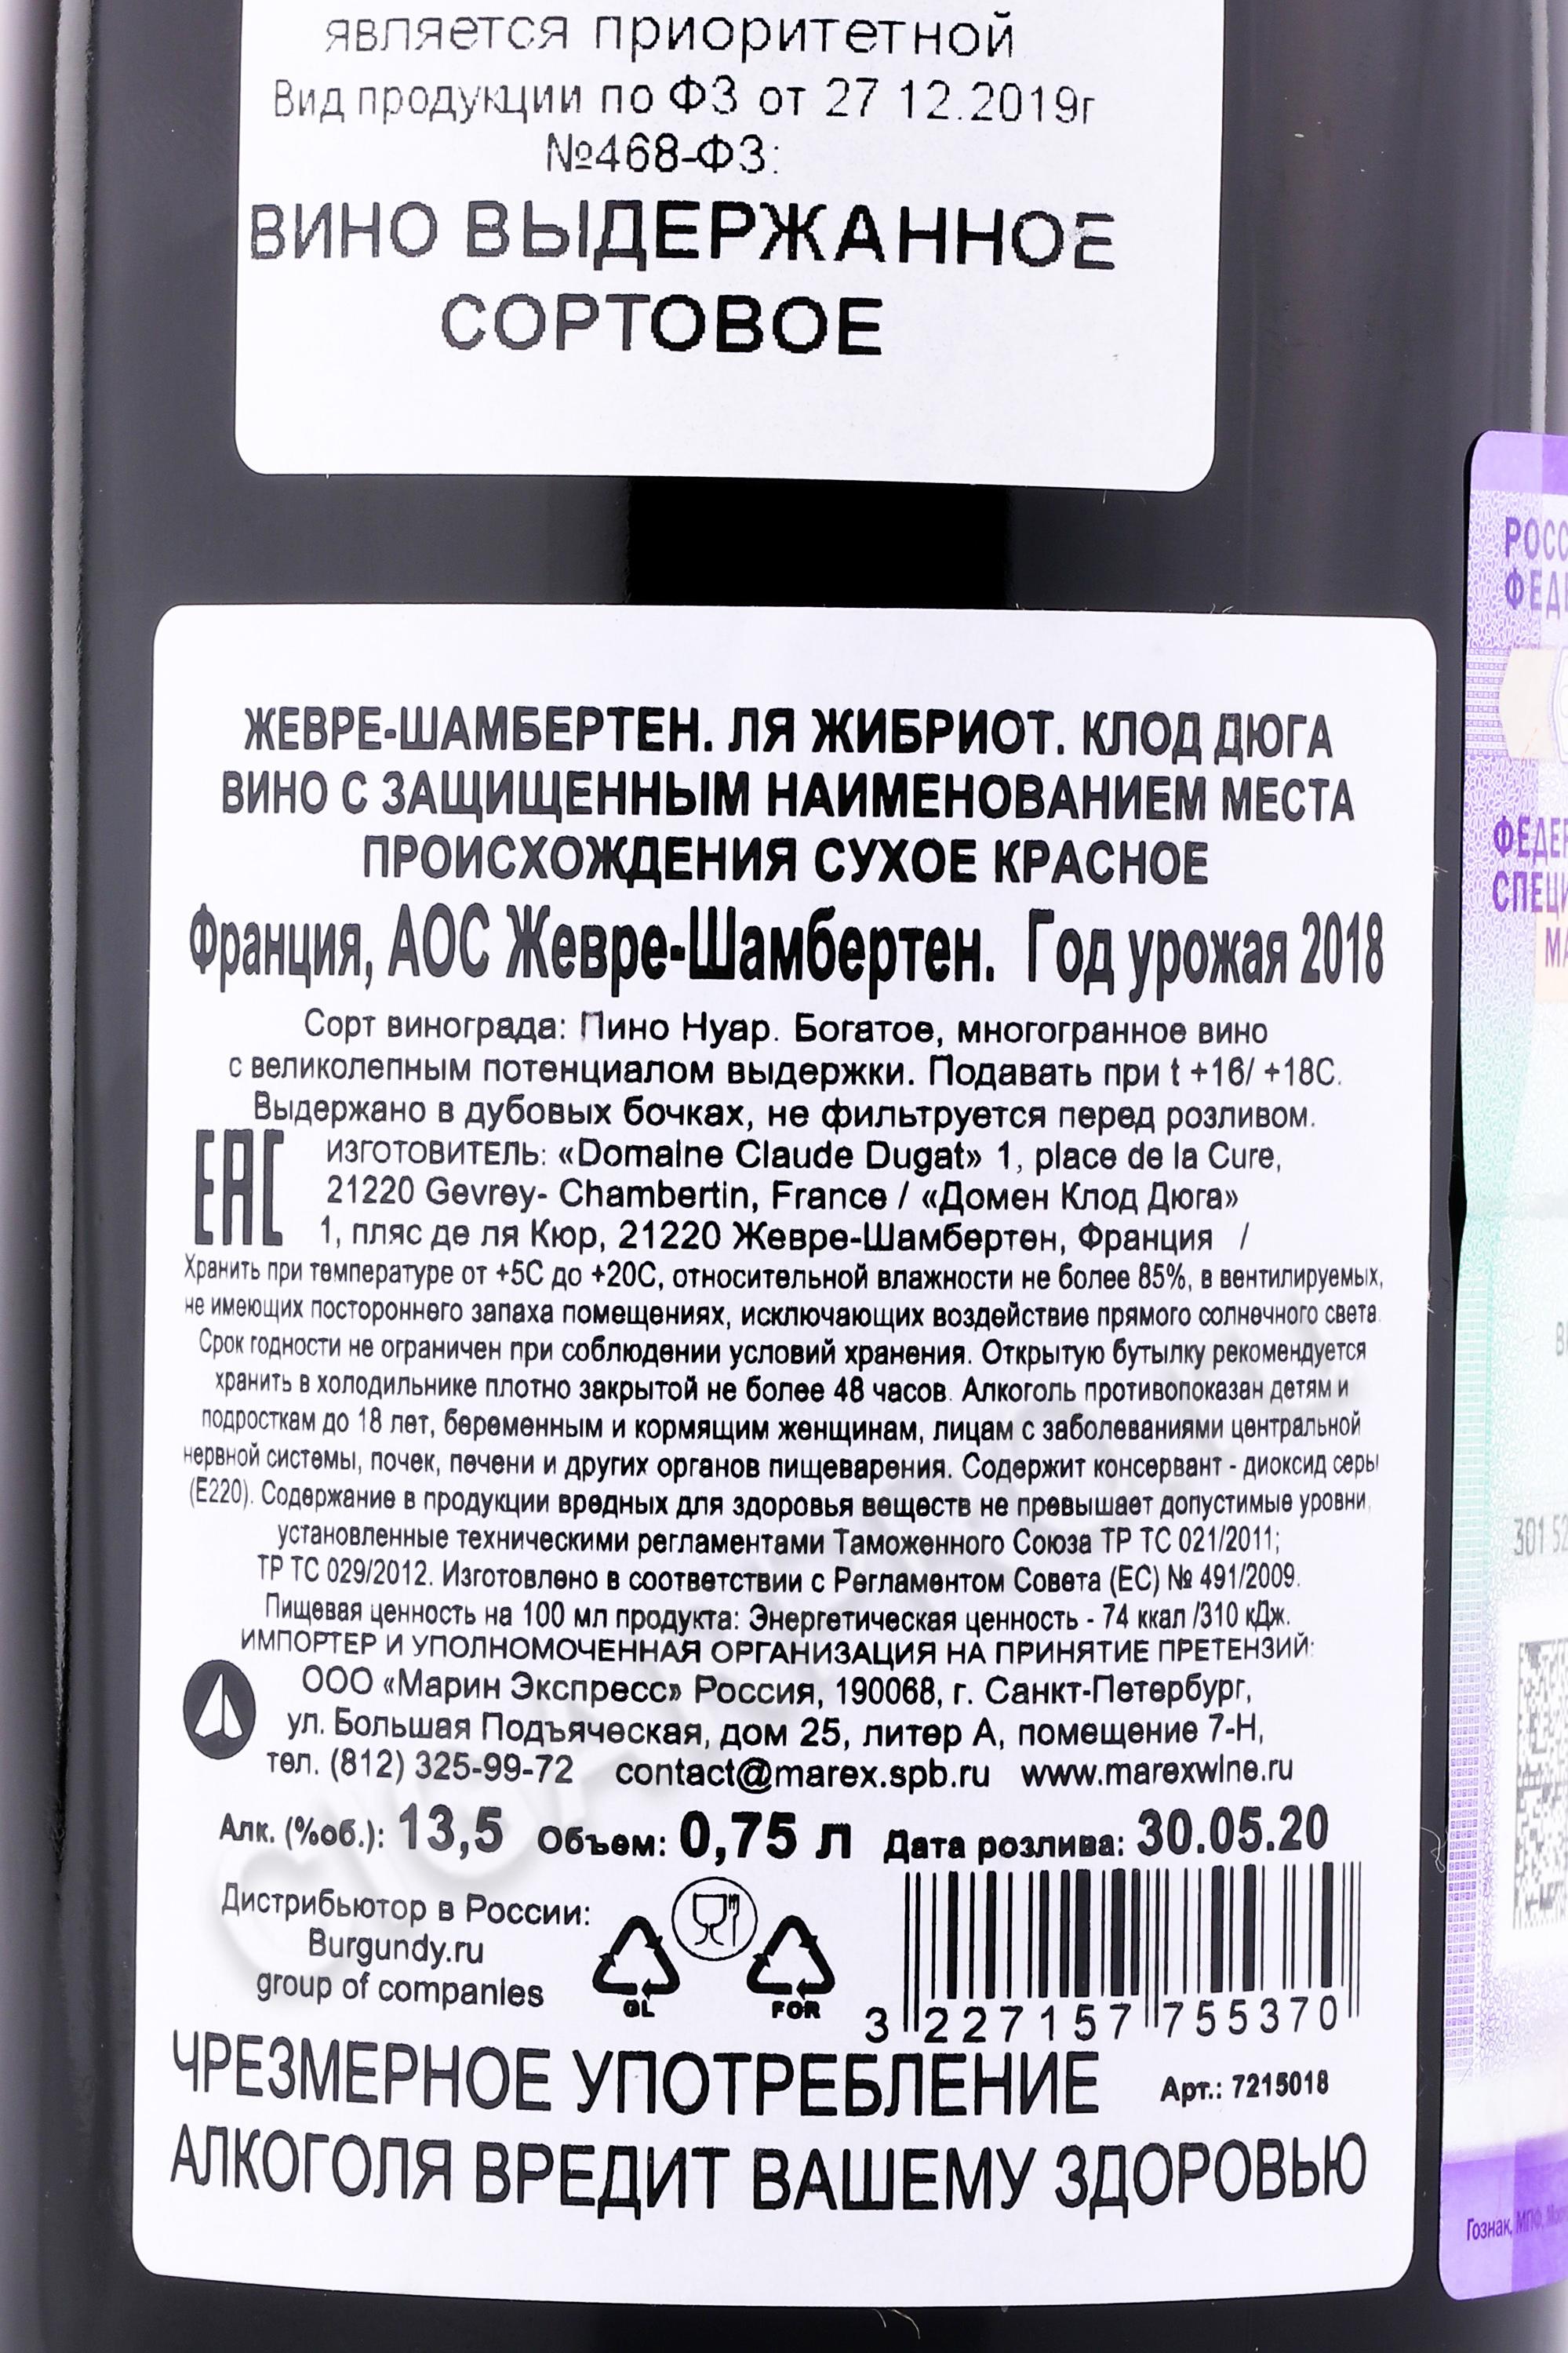 является приоритетной
Вид продукции по ФЗ от 27 12.2019г
№468-ФЗ:
ВИНО ВЫДЕРЖАННОЕ
СОРТОВОЕ
ЖЕВРЕ-ШАМБЕРТЕН. ЛЯ ЖИБРИОТ. КЛОД ДЮГА
ВИНО С ЗАЩИЩЕННЫМ НАИМЕНОВАНИЕМ МЕСТА
ПРОИСХОЖДЕНИЯ СУХОЕ КРАСНОЕ
Франция, АОС Жевре-Шамбертен. Год урожая 2018
Сорт винограда: Пино Нуар. Богатое, многогранное вино
с великолепным потенциалом выдержки. Подавать при t +16/ +18С.
Выдержано в дубовых бочках, не фильтруется перед розливом.
ЕАС
ИЗГОТОВИТЕЛЬ: «Domaine Claude Dugat» 1, place de la Cure,
21220 Gevrey- Chambertin, France / «Домен Клод Дюга»
1, пляс де ля Кюр, 21220 Жевре-Шамбертен, Франция /
Хранить при температуре от +5С до +20С, относительной влажности не более 85%, в вентилируемых,
не имеющих постороннего запаха помещениях, исключающих воздействие прямого солнечного света.
Срок годности не ограничен при соблюдении условий хранения. Открытую бутылку рекомендуется
хранить в холодильнике плотно закрытой не более 48 часов. Алкоголь противопоказан детям и
подросткам до 18 лет, беременным и кормящим женщинам, лицам с заболеваниями центральной
нервной системы, почек, печени и других органов пищеварения. Содержит консервант - диоксид серы
(Е220). Содержание в продукции вредных для здоровья веществ не превышает допустимые уровни,
установленные техническими регламентами Таможенного Союза ТР ТС 021/2011;
ТР ТС 029/2012. Изготовлено в соответствии с Регламентом Совета (ЕС) № 491/2009.
Пищевая ценность на 100 мл продукта: Энергетическая ценность - 74 ккал /310 кДж.
ИМПОРТЕР И УПОЛНОМОЧЕННАЯ ОРГАНИЗАЦИЯ НА ПРИНЯТИЕ ПРЕТЕНЗИЙ:
ООО «Марин Экспресс» Россия, 190068, г. Санкт-Петербург,
ул. Большая Подъяческая, дом 25, литер А, помещение 7-Н,
тел. (812) 325-99-72 contact@marex.spb.ru www.marexwine.ru
Алк. (%об.): 13,5 Объем: 0,75 л Дата розлива: 30.05.20
Дистрибьютор в России:
Burgundy.ru
group of companies
GL
FOR
3 227157 755370
ЧРЕЗМЕРНОЕ УПОТРЕБЛЕНИЕ
Арт.: 7215018
АЛКОГОЛЯ ВРЕДИТ ВАШЕМУ ЗДОРОВЬЮ
301 52
Гознак,